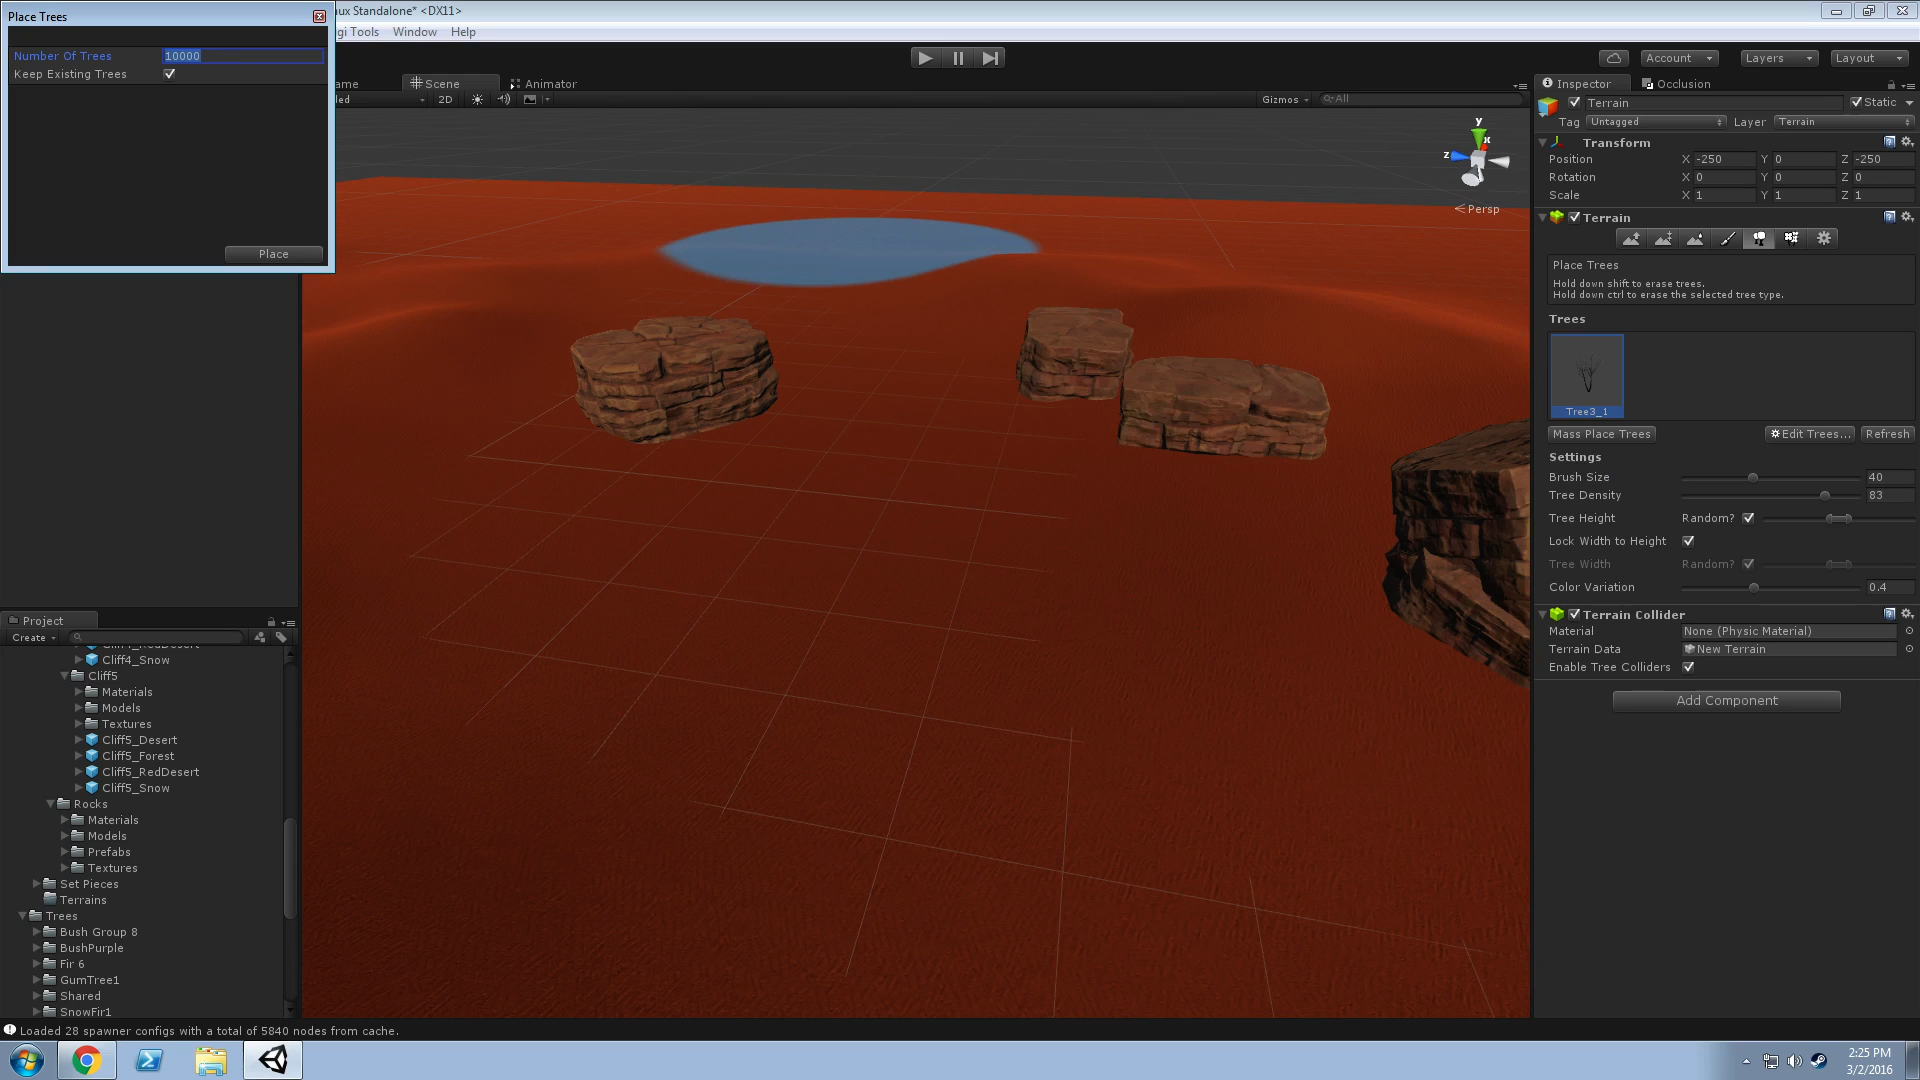 Place Trees
Number Of Trees 10000
Keep Existing Trees
Place
ux Standalone* <DX11>
gi Tools Window Help
Account Layers Layout
ame Scene Animator
ded 2D Gizmos All
y
x
z
Persp
Inspector Occlusion
Terrain Static
Tag Untagged Layer Terrain
Transform
Position X -250 Y 0 Z -250
Rotation X 0 Y 0 Z 0
Scale X 1 Y 1 Z 1
Terrain
Place Trees
Hold down shift to erase trees.
Hold down ctrl to erase the selected tree type.
Trees
Tree3_1
Mass Place Trees Edit Trees... Refresh
Settings
Brush Size 40
Tree Density 83
Tree Height Random?
Lock Width to Height
Tree Width Random?
Color Variation 0.4
Terrain Collider
Material None (Physic Material)
Terrain Data New Terrain
Enable Tree Colliders
Add Component
Project
Create
Cliff4_RedDesert
Cliff4_Snow
Cliff5
Materials
Models
Textures
Cliff5_Desert
Cliff5_Forest
Cliff5_RedDesert
Cliff5_Snow
Rocks
Materials
Models
Prefabs
Textures
Set Pieces
Terrains
Trees
Bush Group 8
BushPurple
Fir 6
GumTree1
Shared
SnowFir1
Loaded 28 spawner configs with a total of 5840 nodes from cache.
2:25 PM
3/2/2016